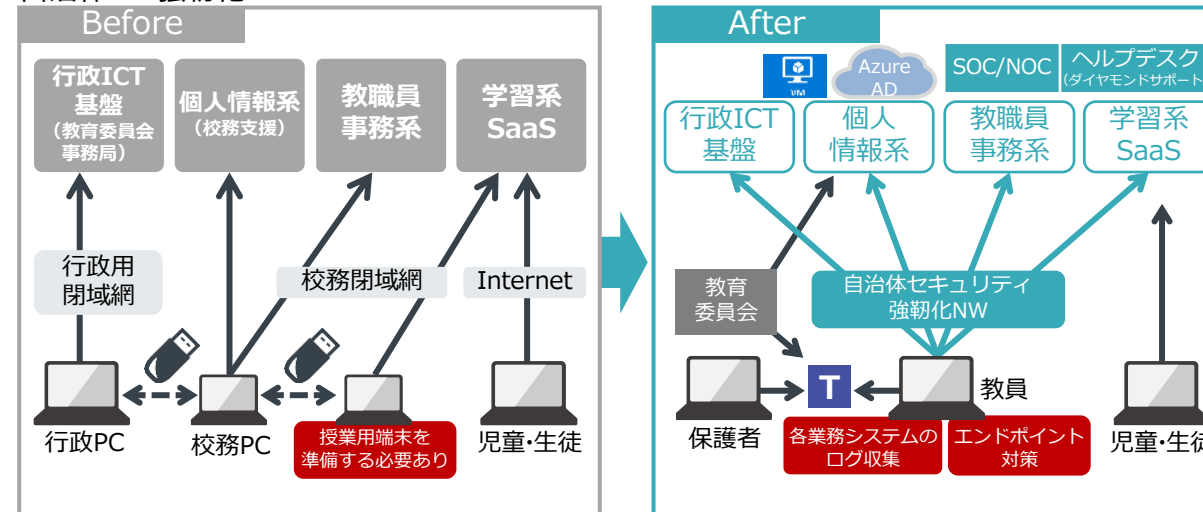 Before
行政ICT
基盤
（教育委員会
事務局）
個人情報系
（校務支援）
教職員
事務系
学習系
SaaS
行政用
閉域網
校務閉域網
Internet
行政PC
校務PC
授業用端末を
準備する必要あり
児童・生徒
After
VM
Azure
AD
SOC/NOC
ヘルプデスク
(ダイヤモンドサポート
行政ICT
基盤
個人
情報系
教職員
事務系
学習系
SaaS
教育
委員会
自治体セキュリティ
強靭化NW
T
教員
保護者
各業務システムの
ログ収集
エンドポイント
対策
児童・生徒